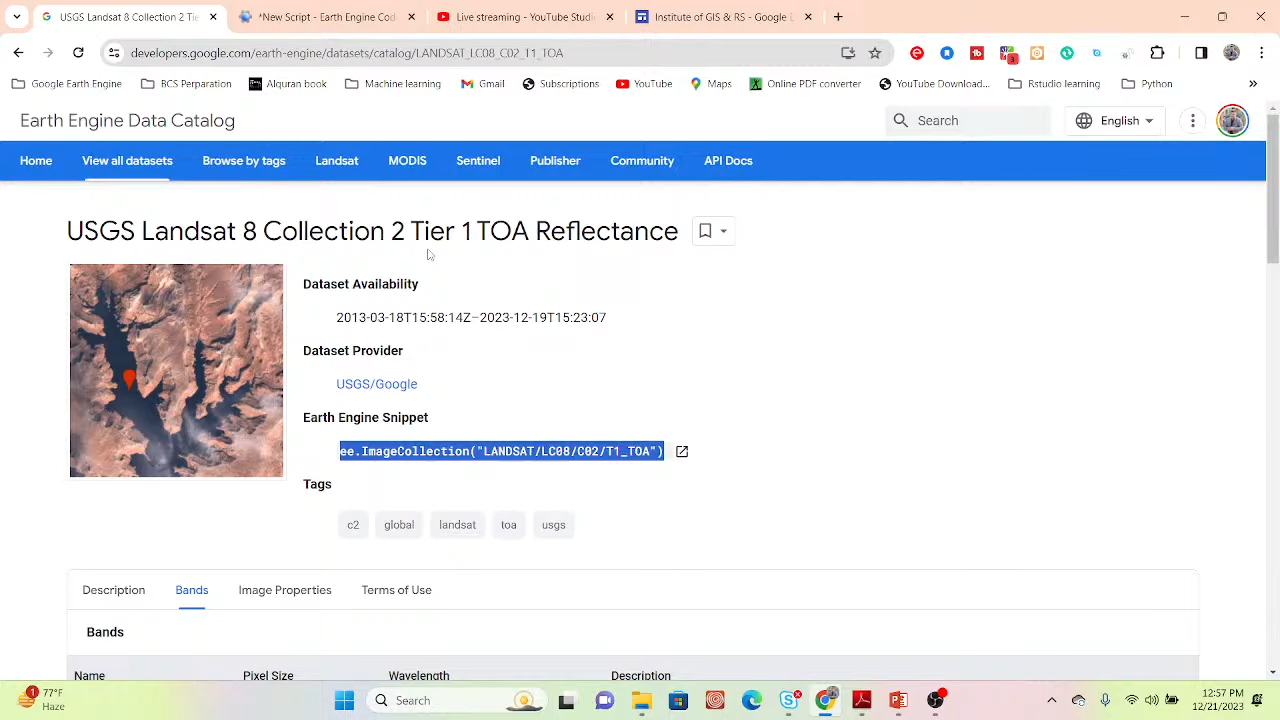 USGS Landsat 8 Collection 2 Tie
*New Script - Earth Engine Cod
Live streaming - YouTube Studio
Institute of GIS & RS - Google D
developers.google.com/earth-engine/datasets/catalog/LANDSAT_LC08_C02_T1_TOA
3
Google Earth Engine
BCS Preparation
Alquran book
Machine learning
Gmail
Subscriptions
YouTube
Maps
Online PDF converter
YouTube Download...
Rstudio learning
Python
Earth Engine Data Catalog
Search
English
Home
View all datasets
Browse by tags
Landsat
MODIS
Sentinel
Publisher
Community
API Docs
USGS Landsat 8 Collection 2 Tier 1 TOA Reflectance
Dataset Availability
2013-03-18T15:58:14Z–2023-12-19T15:23:07
Dataset Provider
USGS/Google
Earth Engine Snippet
ee.ImageCollection("LANDSAT/LC08/C02/T1_TOA")
Tags
c2
global
landsat
toa
usgs
Description
Bands
Image Properties
Terms of Use
Bands
Name
Pixel Size
Wavelength
Description
1
77°F
Haze
Search
12:57 PM
12/21/2023